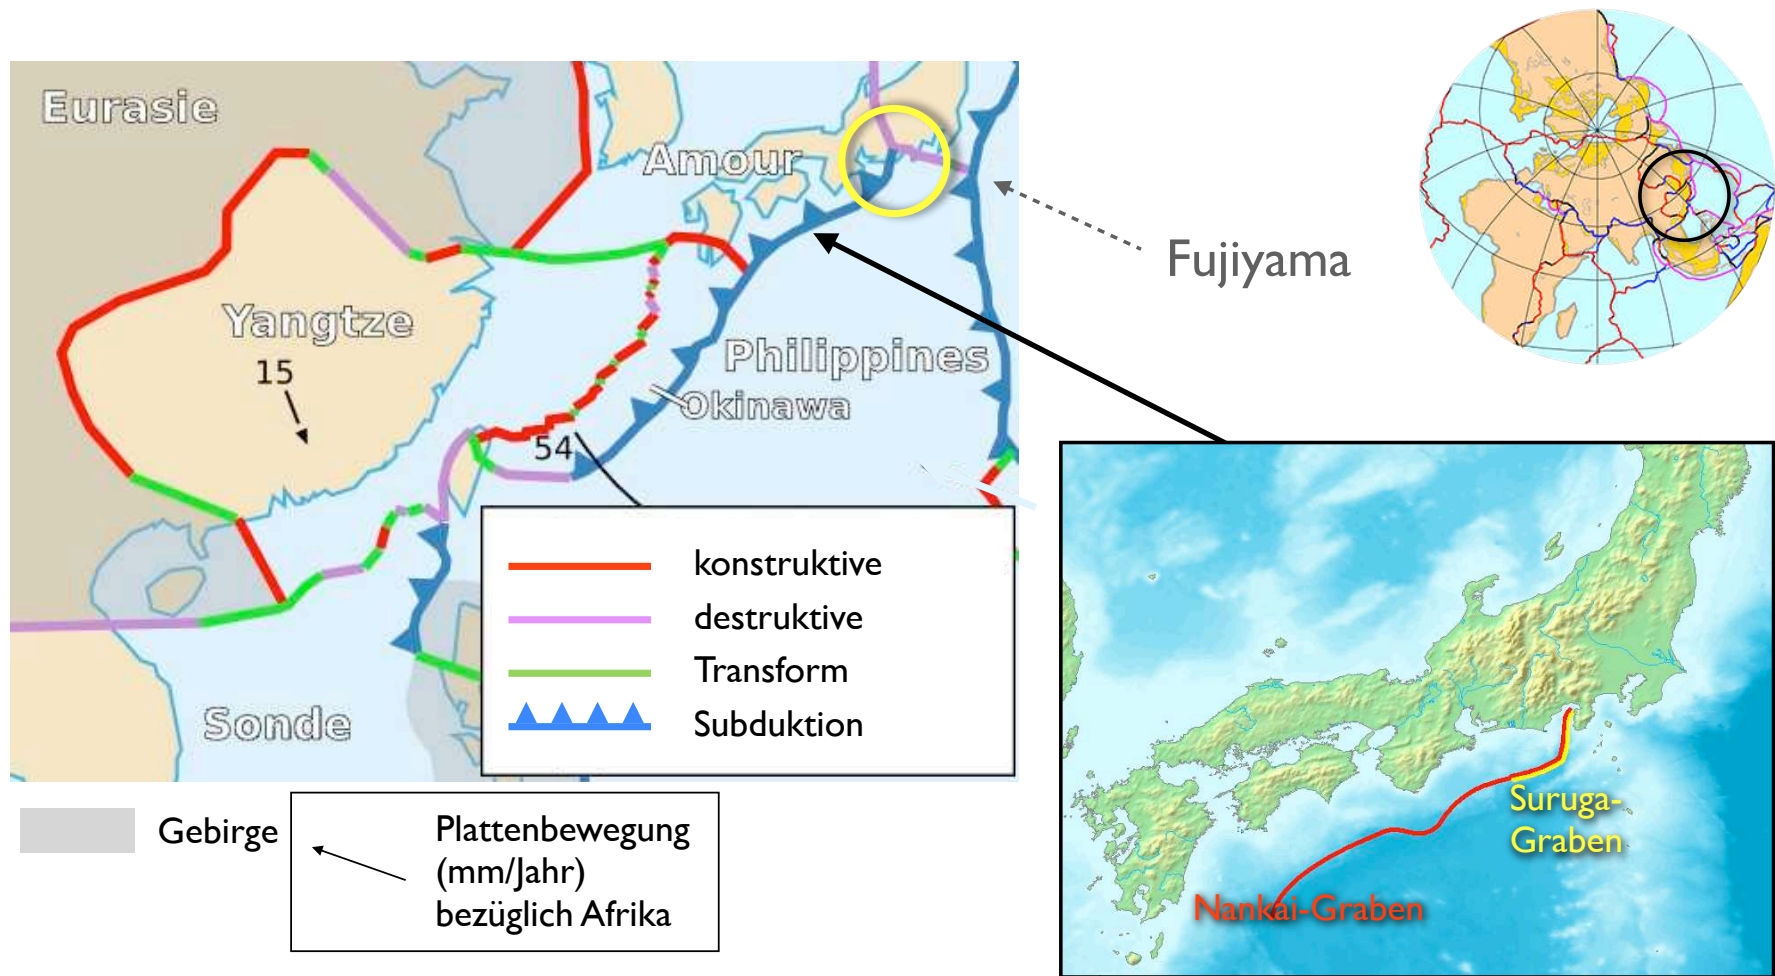 Eurasie
Amour
Fujiyama
Yangtze
15
Philippines
Okinawa
54
konstruktive
destruktive
Transform
Subduktion
Sonde
Gebirge
Plattenbewegung
(mm/Jahr)
bezüglich Afrika
Suruga-
Graben
Nankai-Graben